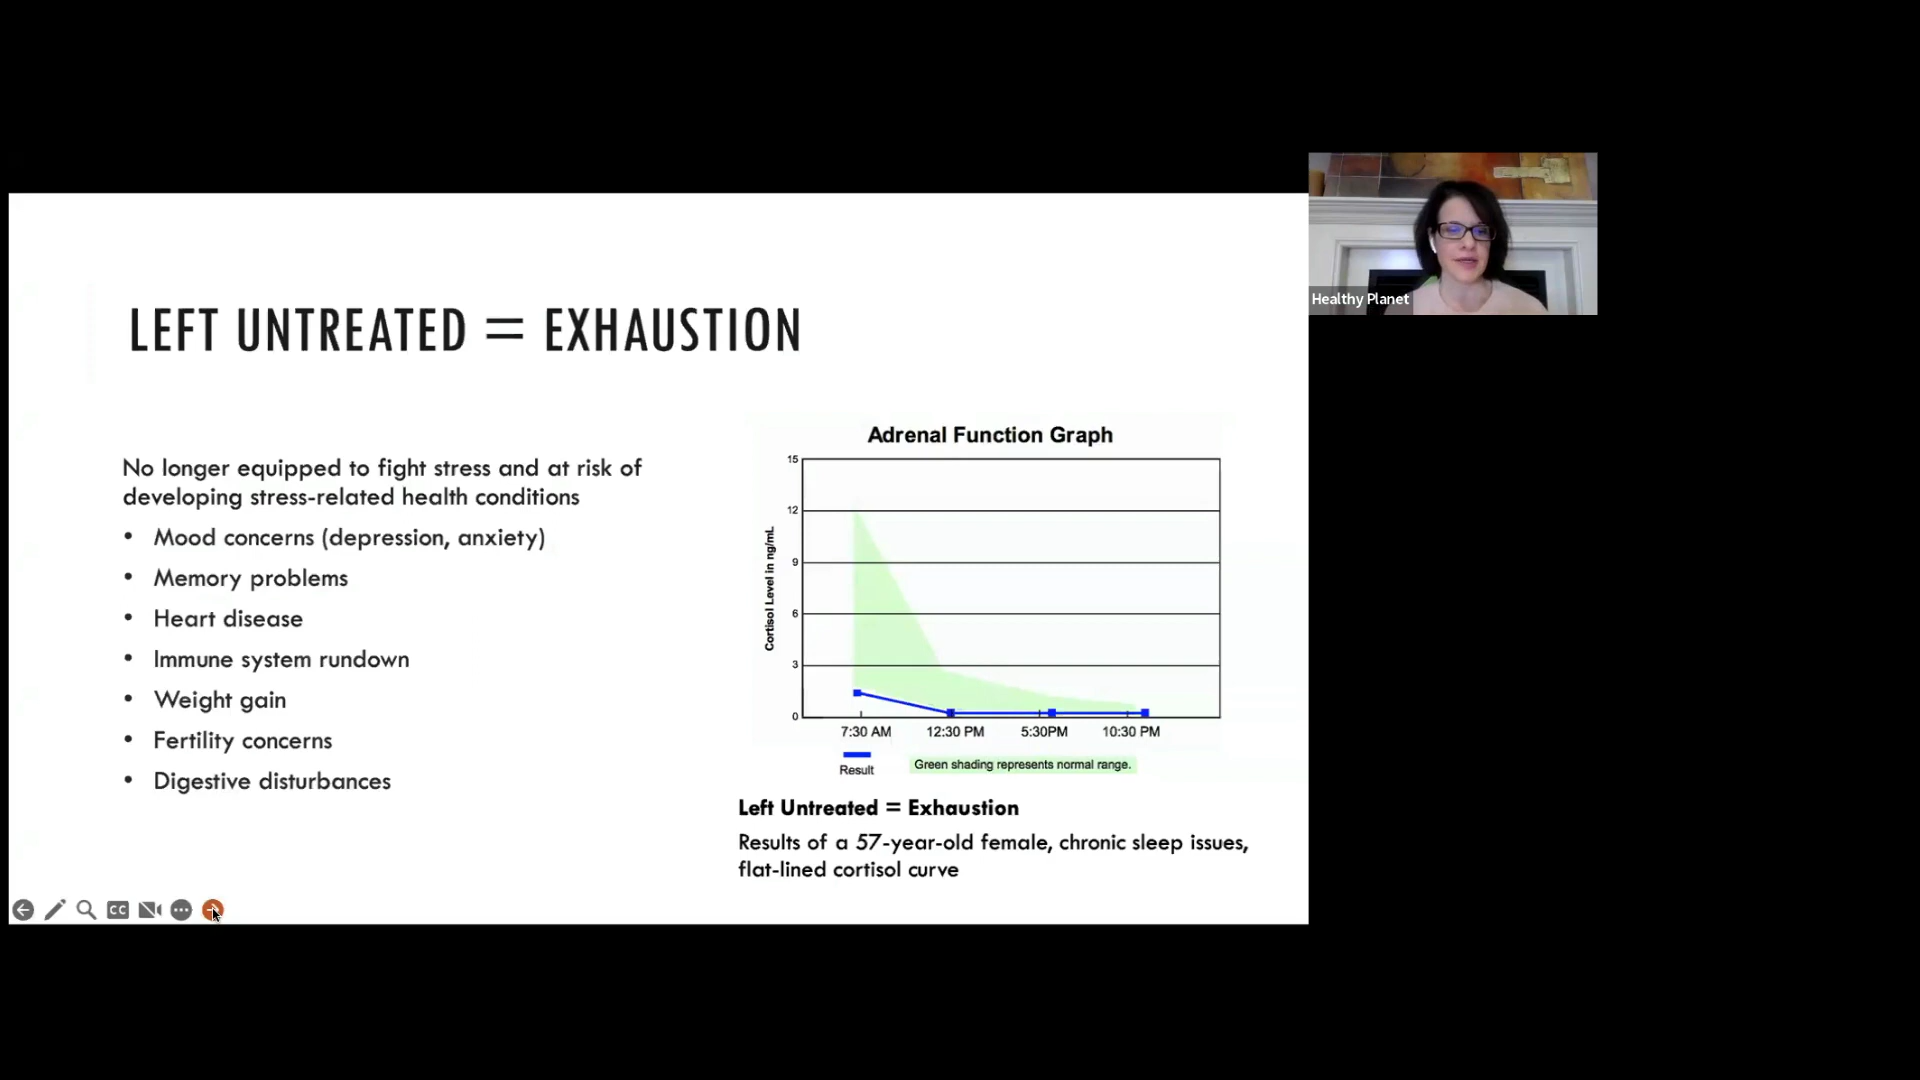 Healthy Planet
LEFT UNTREATED = EXHAUSTION
No longer equipped to fight stress and at risk of
developing stress-related health conditions
• Mood concerns (depression, anxiety)
• Memory problems
• Heart disease
• Immune system rundown
• Weight gain
• Fertility concerns
• Digestive disturbances
Adrenal Function Graph
Cortisol Level in ng/mL
15
12
9
6
3
0
7:30 AM 12:30 PM 5:30PM 10:30 PM
Result
Green shading represents normal range.
Left Untreated = Exhaustion
Results of a 57-year-old female, chronic sleep issues,
flat-lined cortisol curve
CC